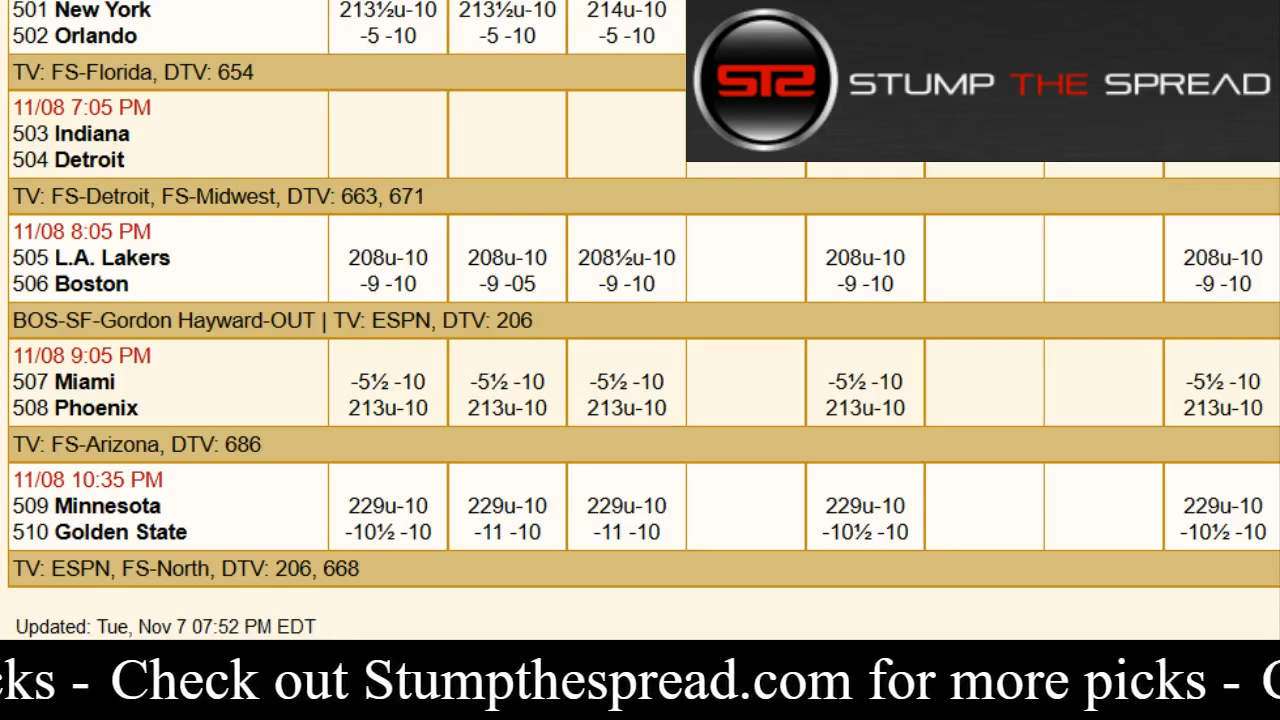 501 New York 213½u-10 213½u-10 214u-10
502 Orlando -5 -10 -5 -10 -5 -10
STS STUMP THE SPREAD
TV: FS-Florida, DTV: 654
11/08 7:05 PM
503 Indiana
504 Detroit
TV: FS-Detroit, FS-Midwest, DTV: 663, 671
11/08 8:05 PM
505 L.A. Lakers 208u-10 208u-10 208½u-10 208u-10 208u-10
506 Boston -9 -10 -9 -05 -9 -10 -9 -10 -9 -10
BOS-SF-Gordon Hayward-OUT | TV: ESPN, DTV: 206
11/08 9:05 PM
507 Miami -5½ -10 -5½ -10 -5½ -10 -5½ -10 -5½ -10
508 Phoenix 213u-10 213u-10 213u-10 213u-10 213u-10
TV: FS-Arizona, DTV: 686
11/08 10:35 PM
509 Minnesota 229u-10 229u-10 229u-10 229u-10 229u-10
510 Golden State -10½ -10 -11 -10 -11 -10 -10½ -10 -10½ -10
TV: ESPN, FS-North, DTV: 206, 668
Updated: Tue, Nov 7 07:52 PM EDT
cks - Check out Stumpthespread.com for more picks - C